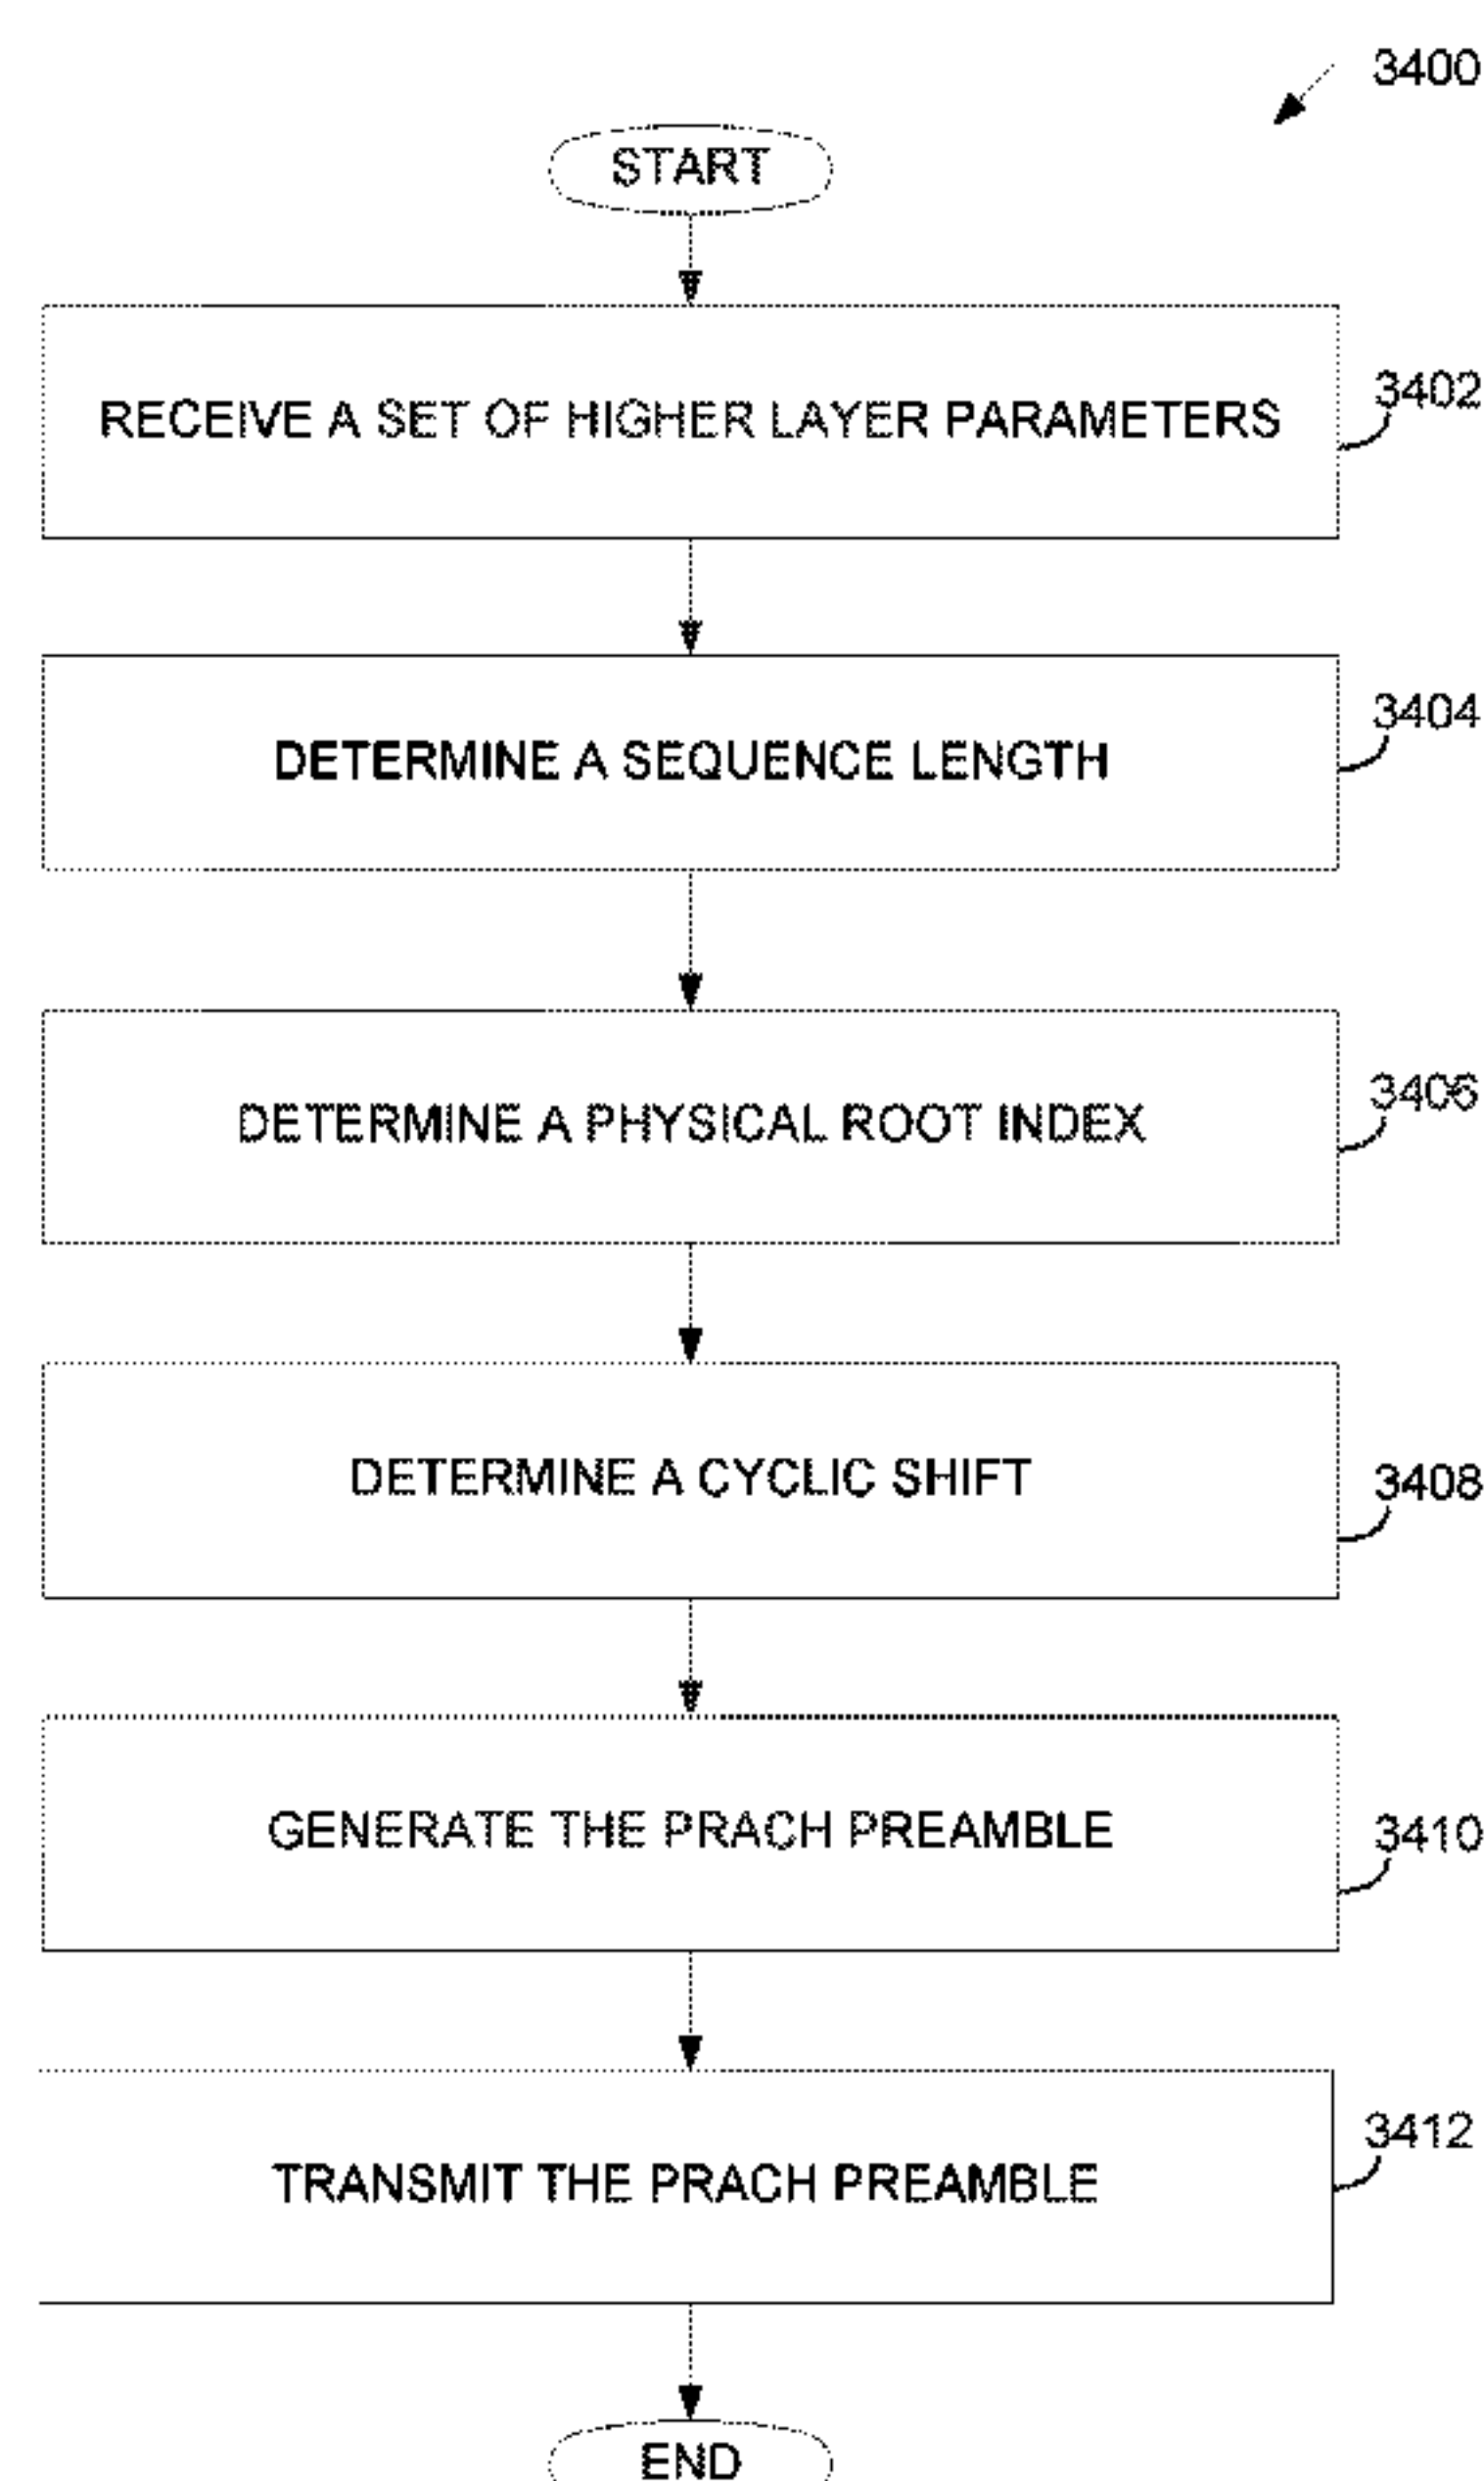 3400
START
RECEIVE A SET OF HIGHER LAYER PARAMETERS
3402
DETERMINE A SEQUENCE LENGTH
3404
DETERMINE A PHYSICAL ROOT INDEX
3406
DETERMINE A CYCLIC SHIFT
3408
GENERATE THE PRACH PREAMBLE
3410
TRANSMIT THE PRACH PREAMBLE
3412
END